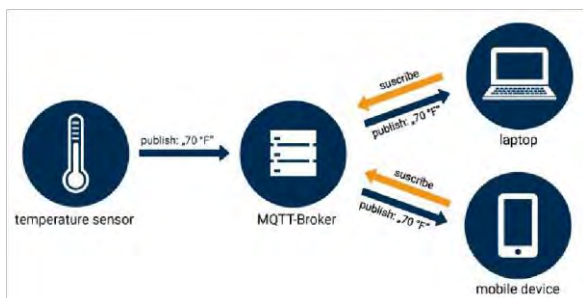 temperature sensor
publish: „70 °F"
MQTT-Broker
suscribe
publish: „70 °F"
laptop
suscribe
publish: „70 °F"
mobile device